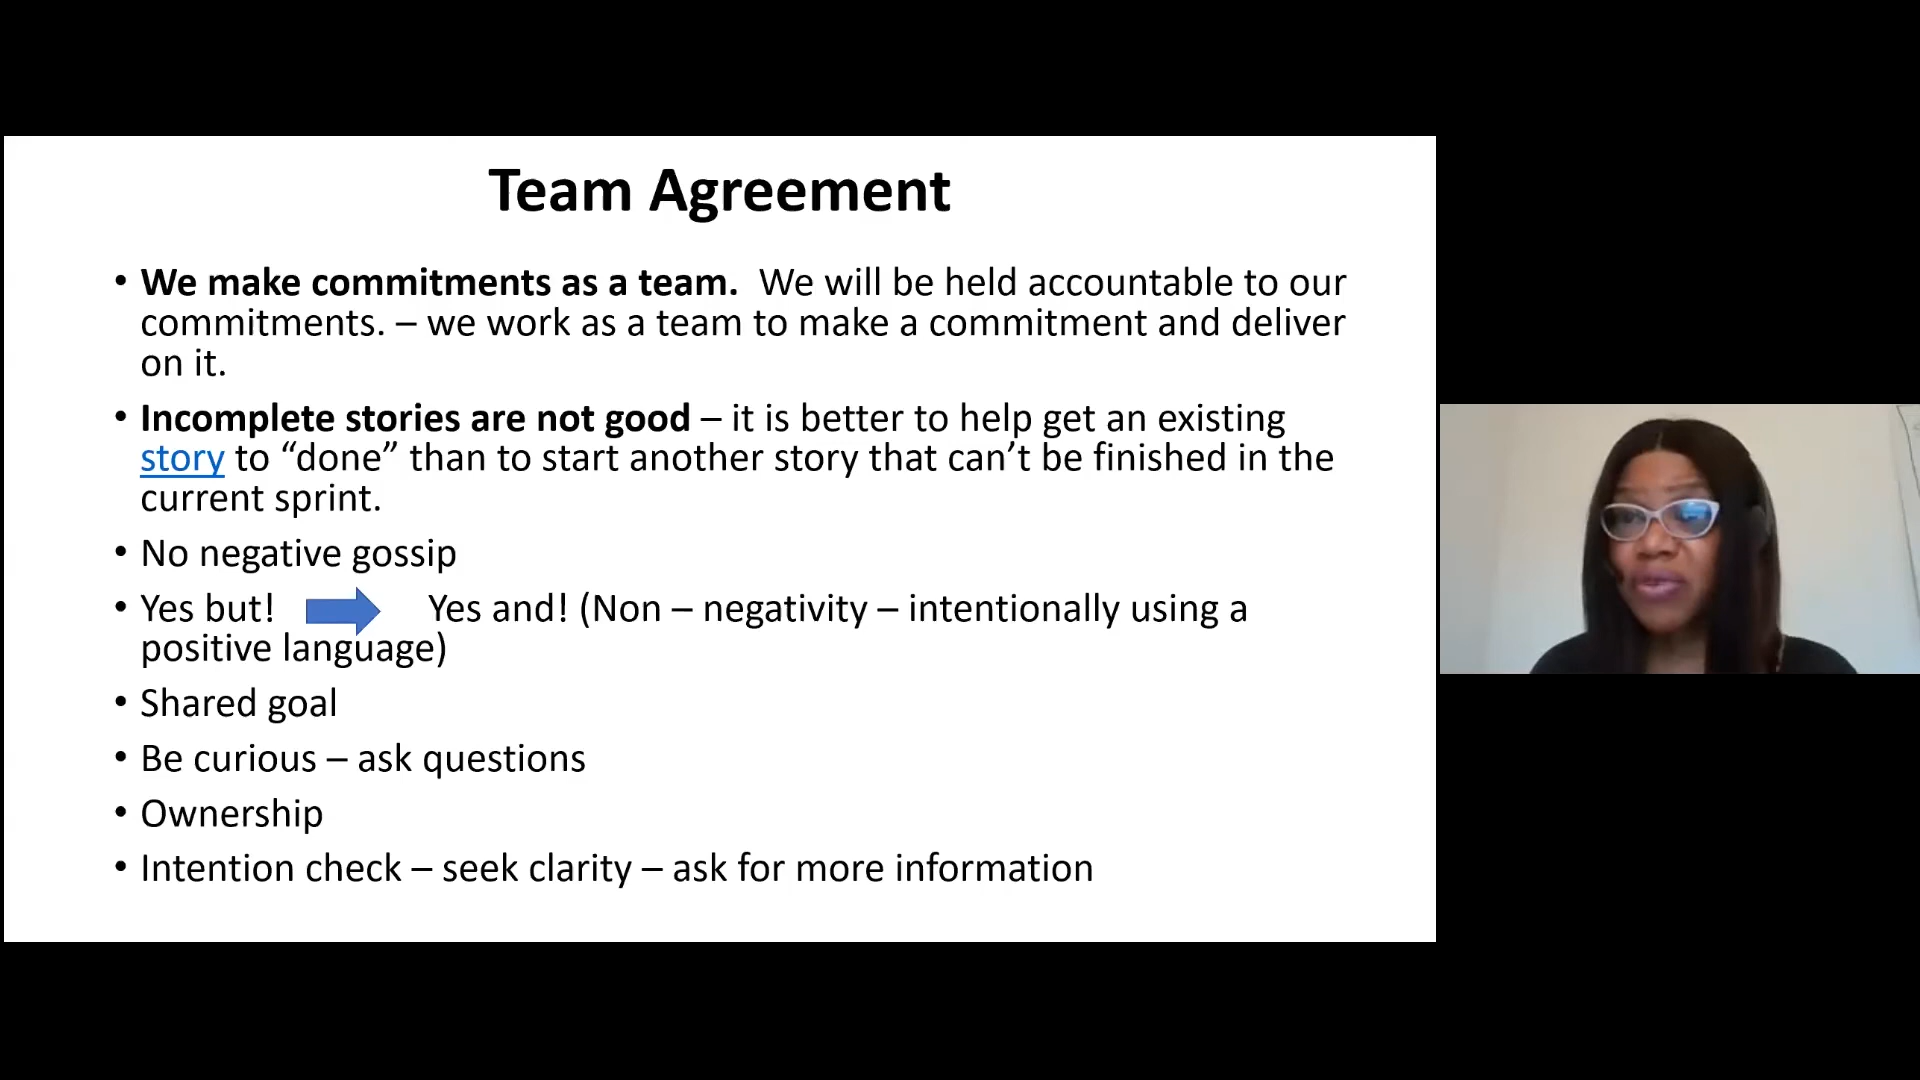 Team Agreement
• We make commitments as a team.  We will be held accountable to our
commitments. – we work as a team to make a commitment and deliver
on it.
• Incomplete stories are not good – it is better to help get an existing
story to “done” than to start another story that can’t be finished in the
current sprint.
• No negative gossip
• Yes but! Yes and! (Non – negativity – intentionally using a
positive language)
• Shared goal
• Be curious – ask questions
• Ownership
• Intention check – seek clarity – ask for more information